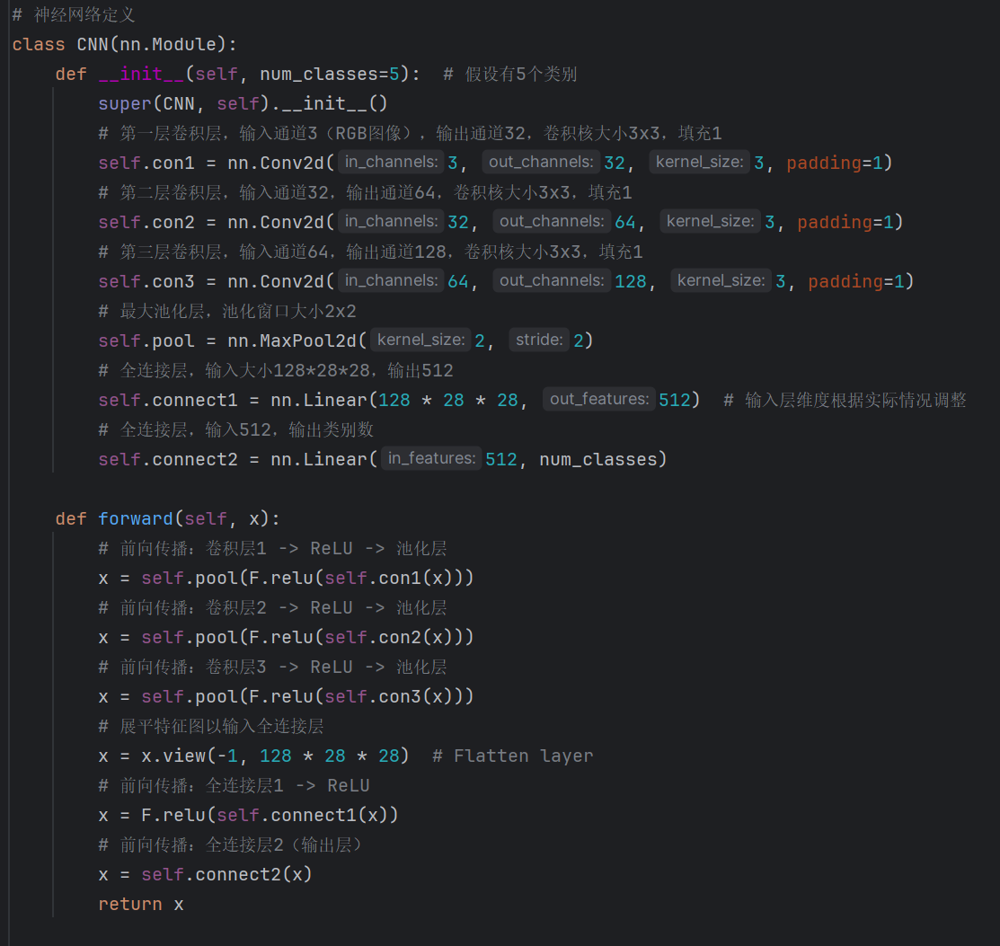 # 神经网络定义
class CNN(nn.Module):
    def __init__(self, num_classes=5):  # 假设有5个类别
        super(CNN, self).__init__()
        # 第一层卷积层，输入通道3（RGB图像），输出通道32，卷积核大小3x3，填充1
        self.con1 = nn.Conv2d( in_channels: 3,  out_channels: 32,  kernel_size: 3, padding=1)
        # 第二层卷积层，输入通道32，输出通道64，卷积核大小3x3，填充1
        self.con2 = nn.Conv2d( in_channels: 32,  out_channels: 64,  kernel_size: 3, padding=1)
        # 第三层卷积层，输入通道64，输出通道128，卷积核大小3x3，填充1
        self.con3 = nn.Conv2d( in_channels: 64,  out_channels: 128,  kernel_size: 3, padding=1)
        # 最大池化层，池化窗口大小2x2
        self.pool = nn.MaxPool2d( kernel_size: 2,  stride: 2)
        # 全连接层，输入大小128*28*28，输出512
        self.connect1 = nn.Linear(128 * 28 * 28,  out_features: 512)  # 输入层维度根据实际情况调整
        # 全连接层，输入512，输出类别数
        self.connect2 = nn.Linear( in_features: 512, num_classes)
    def forward(self, x):
        # 前向传播：卷积层1 -> ReLU -> 池化层
        x = self.pool(F.relu(self.con1(x)))
        # 前向传播：卷积层2 -> ReLU -> 池化层
        x = self.pool(F.relu(self.con2(x)))
        # 前向传播：卷积层3 -> ReLU -> 池化层
        x = self.pool(F.relu(self.con3(x)))
        # 展平特征图以输入全连接层
        x = x.view(-1, 128 * 28 * 28)  # Flatten layer
        # 前向传播：全连接层1 -> ReLU
        x = F.relu(self.connect1(x))
        # 前向传播：全连接层2（输出层）
        x = self.connect2(x)
        return x